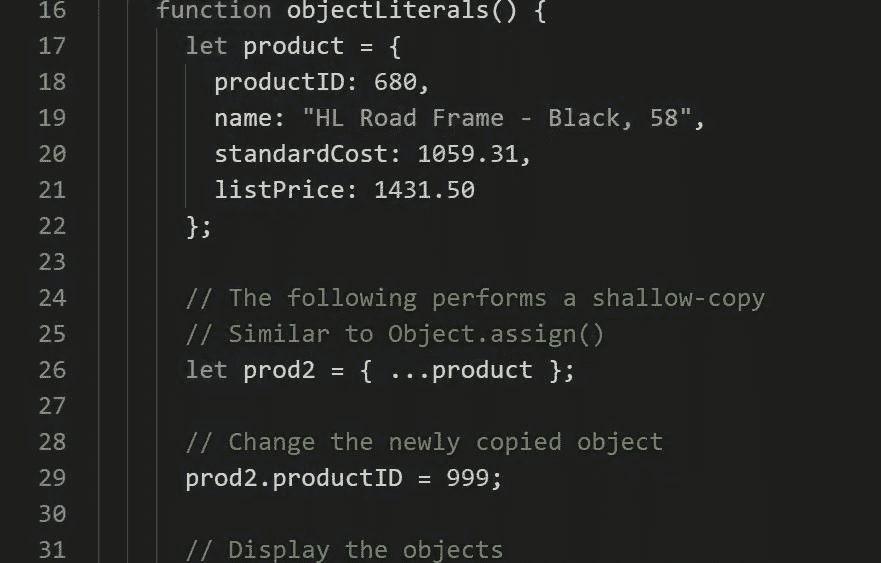 16 function objectLiterals() {
17 let product = {
18 productID: 680,
19 name: "HL Road Frame - Black, 58",
20 standardCost: 1059.31,
21 listPrice: 1431.50
22 };
23
24 // The following performs a shallow-copy
25 // Similar to Object.assign()
26 let prod2 = { ...product };
27
28 // Change the newly copied object
29 prod2.productID = 999;
30
31 // Display the objects